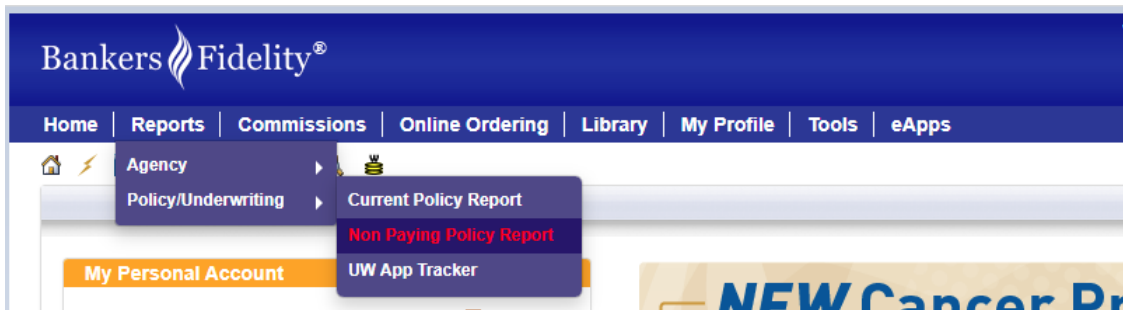 Bankers Fidelity®
Home Reports Commissions Online Ordering Library My Profile Tools eApps
Agency
Policy/Underwriting
Current Policy Report
Non Paying Policy Report
UW App Tracker
My Personal Account
NEW Cancer Pr